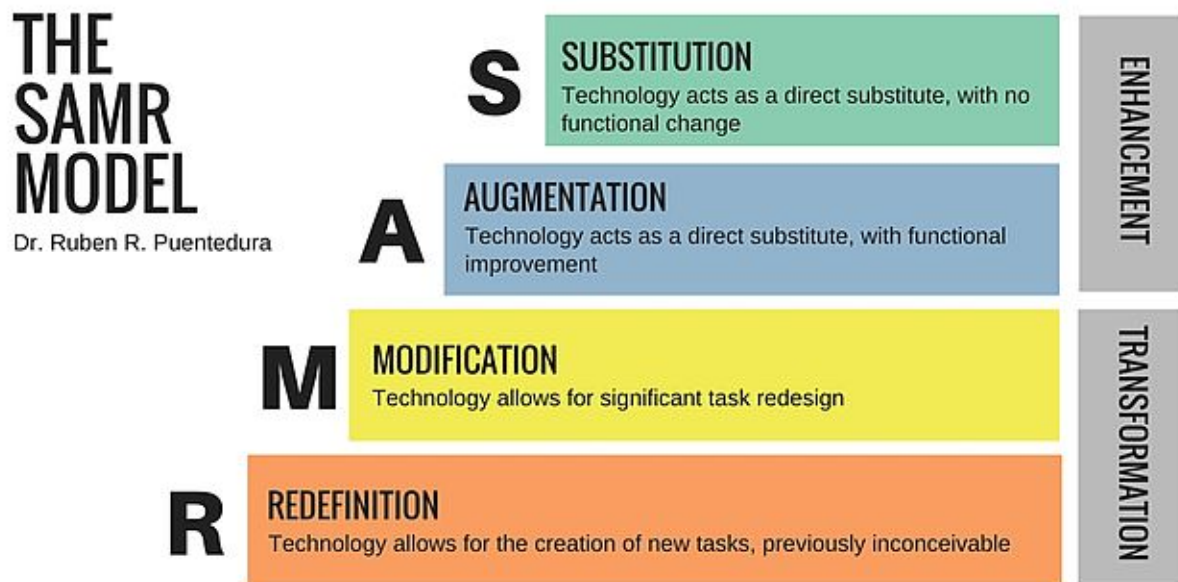 THE
SAMR
MODEL
Dr. Ruben R. Puentedura
S
SUBSTITUTION
Technology acts as a direct substitute, with no
functional change
A
AUGMENTATION
Technology acts as a direct substitute, with functional
improvement
ENHANCEMENT
M
MODIFICATION
Technology allows for significant task redesign
R
REDEFINITION
Technology allows for the creation of new tasks, previously inconceivable
TRANSFORMATION